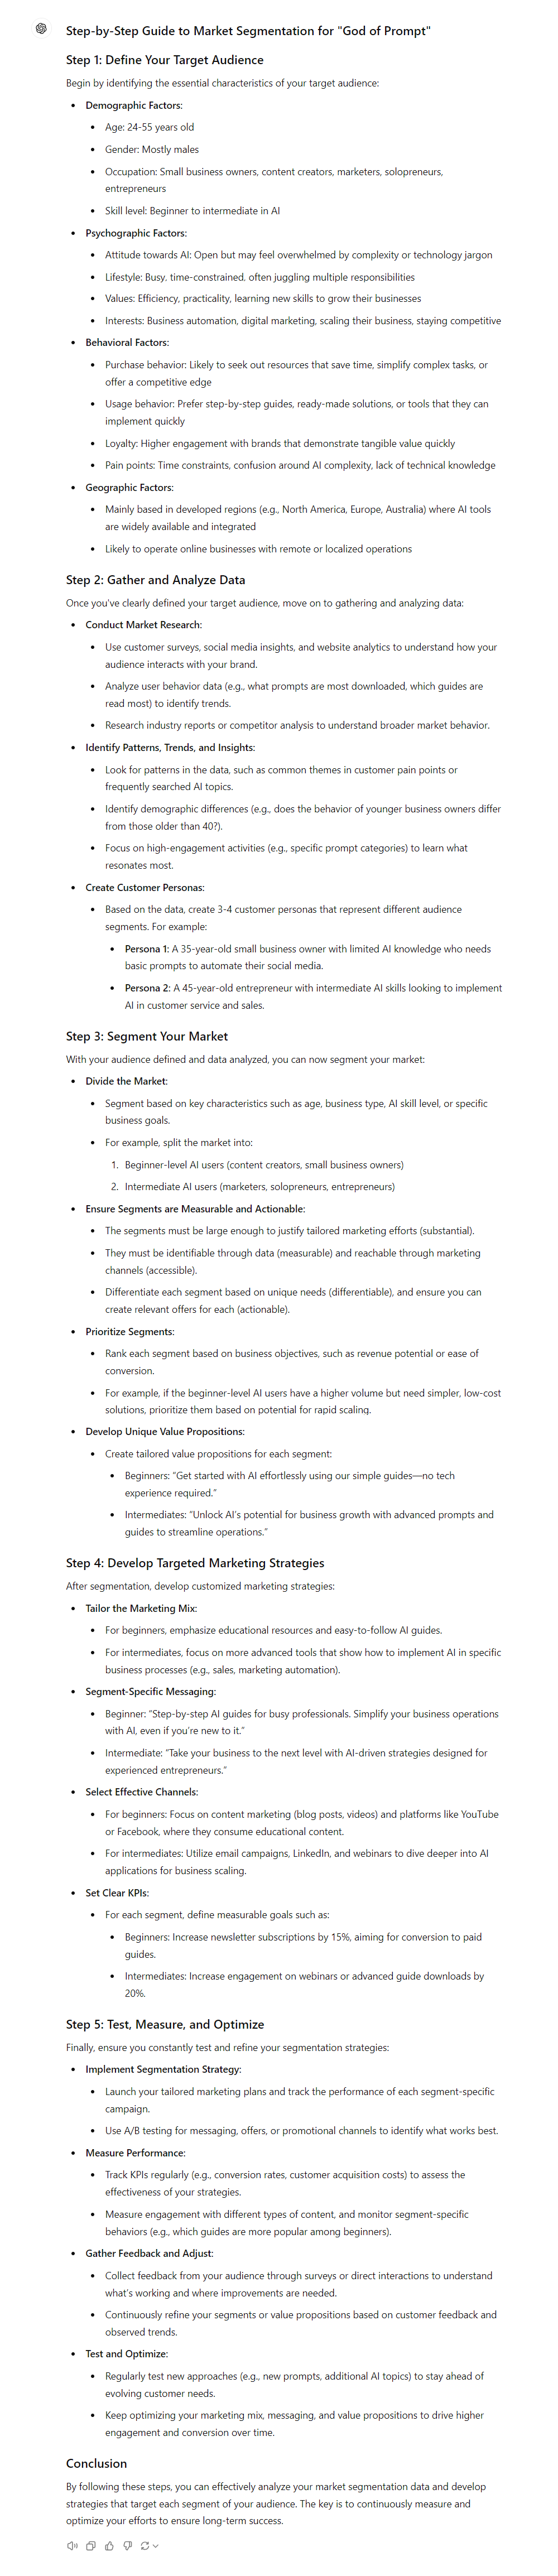 Step-by-Step Guide to Market Segmentation for "God of Prompt"
Step 1: Define Your Target Audience
Begin by identifying the essential characteristics of your target audience:
• Demographic Factors:
• Age: 24-55 years old
• Gender: Mostly males
• Occupation: Small business owners, content creators, marketers, solopreneurs,
entrepreneurs
• Skill level: Beginner to intermediate in AI
• Psychographic Factors:
• Attitude towards AI: Open but may feel overwhelmed by complexity or technology jargon
• Lifestyle: Busy, time-constrained, often juggling multiple responsibilities
• Values: Efficiency, practicality, learning new skills to grow their businesses
• Interests: Business automation, digital marketing, scaling their business, staying competitive
• Behavioral Factors:
• Purchase behavior: Likely to seek out resources that save time, simplify complex tasks, or
offer a competitive edge
• Usage behavior: Prefer step-by-step guides, ready-made solutions, or tools that they can
implement quickly
• Loyalty: Higher engagement with brands that demonstrate tangible value quickly
• Pain points: Time constraints, confusion around AI complexity, lack of technical knowledge
• Geographic Factors:
• Mainly based in developed regions (e.g., North America, Europe, Australia) where AI tools
are widely available and integrated
• Likely to operate online businesses with remote or localized operations
Step 2: Gather and Analyze Data
Once you've clearly defined your target audience, move on to gathering and analyzing data:
• Conduct Market Research:
• Use customer surveys, social media insights, and website analytics to understand how your
audience interacts with your brand.
• Analyze user behavior data (e.g., what prompts are most downloaded, which guides are
read most) to identify trends.
• Research industry reports or competitor analysis to understand broader market behavior.
• Identify Patterns, Trends, and Insights:
• Look for patterns in the data, such as common themes in customer pain points or
frequently searched AI topics.
• Identify demographic differences (e.g., does the behavior of younger business owners differ
from those older than 40?).
• Focus on high-engagement activities (e.g., specific prompt categories) to learn what
resonates most.
• Create Customer Personas:
• Based on the data, create 3-4 customer personas that represent different audience
segments. For example:
• Persona 1: A 35-year-old small business owner with limited AI knowledge who needs
basic prompts to automate their social media.
• Persona 2: A 45-year-old entrepreneur with intermediate AI skills looking to implement
AI in customer service and sales.
Step 3: Segment Your Market
With your audience defined and data analyzed, you can now segment your market:
• Divide the Market:
• Segment based on key characteristics such as age, business type, AI skill level, or specific
business goals.
• For example, split the market into:
1. Beginner-level AI users (content creators, small business owners)
2. Intermediate AI users (marketers, solopreneurs, entrepreneurs)
• Ensure Segments are Measurable and Actionable:
• The segments must be large enough to justify tailored marketing efforts (substantial).
• They must be identifiable through data (measurable) and reachable through marketing
channels (accessible).
• Differentiate each segment based on unique needs (differentiable), and ensure you can
create relevant offers for each (actionable).
• Prioritize Segments:
• Rank each segment based on business objectives, such as revenue potential or ease of
conversion.
• For example, if the beginner-level AI users have a higher volume but need simpler, low-cost
solutions, prioritize them based on potential for rapid scaling.
• Develop Unique Value Propositions:
• Create tailored value propositions for each segment:
• Beginners: “Get started with AI effortlessly using our simple guides—no tech
experience required.”
• Intermediates: “Unlock AI’s potential for business growth with advanced prompts and
guides to streamline operations.”
Step 4: Develop Targeted Marketing Strategies
After segmentation, develop customized marketing strategies:
• Tailor the Marketing Mix:
• For beginners, emphasize educational resources and easy-to-follow AI guides.
• For intermediates, focus on more advanced tools that show how to implement AI in specific
business processes (e.g., sales, marketing automation).
• Segment-Specific Messaging:
• Beginner: “Step-by-step AI guides for busy professionals. Simplify your business operations
with AI, even if you’re new to it.”
• Intermediate: “Take your business to the next level with AI-driven strategies designed for
experienced entrepreneurs.”
• Select Effective Channels:
• For beginners: Focus on content marketing (blog posts, videos) and platforms like YouTube
or Facebook, where they consume educational content.
• For intermediates: Utilize email campaigns, LinkedIn, and webinars to dive deeper into AI
applications for business scaling.
• Set Clear KPIs:
• For each segment, define measurable goals such as:
• Beginners: Increase newsletter subscriptions by 15%, aiming for conversion to paid
guides.
• Intermediates: Increase engagement on webinars or advanced guide downloads by
20%.
Step 5: Test, Measure, and Optimize
Finally, ensure you constantly test and refine your segmentation strategies:
• Implement Segmentation Strategy:
• Launch your tailored marketing plans and track the performance of each segment-specific
campaign.
• Use A/B testing for messaging, offers, or promotional channels to identify what works best.
• Measure Performance:
• Track KPIs regularly (e.g., conversion rates, customer acquisition costs) to assess the
effectiveness of your strategies.
• Measure engagement with different types of content, and monitor segment-specific
behaviors (e.g., which guides are more popular among beginners).
• Gather Feedback and Adjust:
• Collect feedback from your audience through surveys or direct interactions to understand
what's working and where improvements are needed.
• Continuously refine your segments or value propositions based on customer feedback and
observed trends.
• Test and Optimize:
• Regularly test new approaches (e.g., new prompts, additional AI topics) to stay ahead of
evolving customer needs.
• Keep optimizing your marketing mix, messaging, and value propositions to drive higher
engagement and conversion over time.
Conclusion
By following these steps, you can effectively analyze your market segmentation data and develop
strategies that target each segment of your audience. The key is to continuously measure and
optimize your efforts to ensure long-term success.